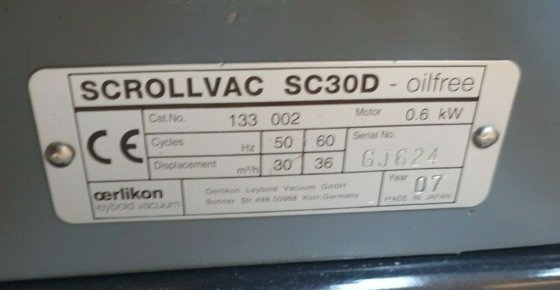 SCROLLVAC SC30D - oilfree
Cat.No. 133 002 Motor 0.6 kW
CE
Cycles Hz 50 60 Serial No.
Displacement m³/h 30 36 GJ624
œrlikon
leybold vacuum
Oerlikon Leybold Vacuum GmbH
Bonner Str.498,50968 Köln,Germany
Year 07
MADE IN JAPAN